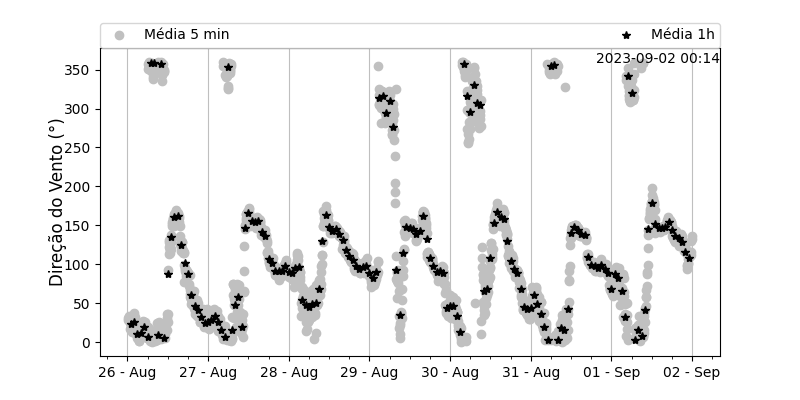 Média 5 min
Média 1h
2023-09-02 00:14
Direção do Vento (°)
350
300
250
200
150
100
50
0
26 - Aug
27 - Aug
28 - Aug
29 - Aug
30 - Aug
31 - Aug
01 - Sep
02 - Sep